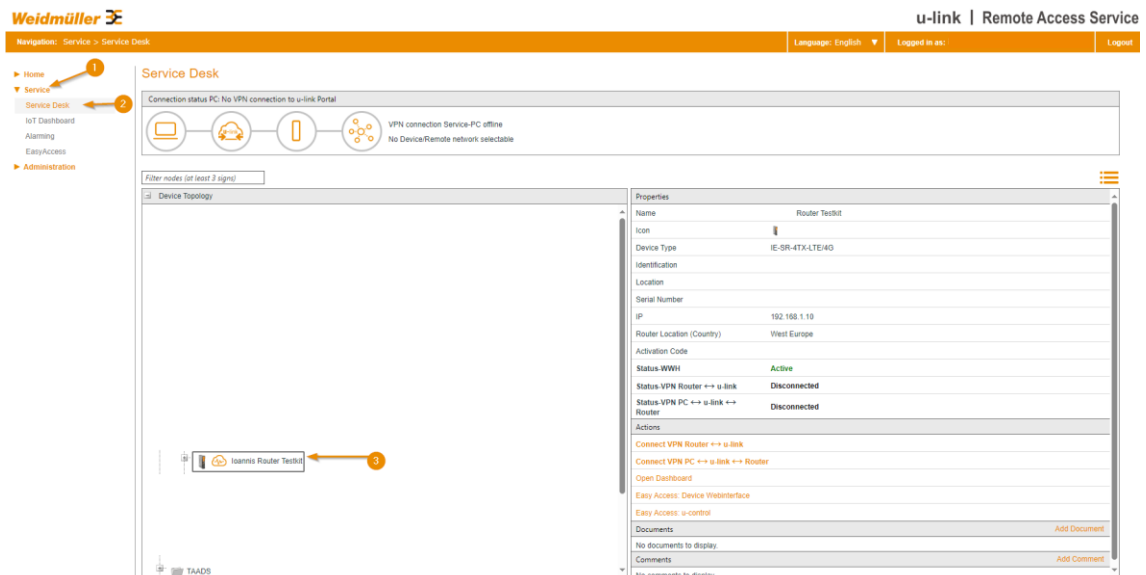 Weidmüller
u-link | Remote Access Service
Navigation: Service > Service Desk
Language: English ▼
Logged in as:
Logout
1
► Home
▼ Service
Service Desk
2
IoT Dashboard
Alarming
EasyAccess
► Administration
Service Desk
Connection status PC: No VPN connection to u-link Portal
VPN connection Service-PC offline
No Device/Remote network selectable.
Filter nodes (at least 3 signs)
Device Topology
Ioannis Router Testkit
3
TAADS
Properties
Name Router Testkit
Icon
Device Type IE-SR-4TX-LTE/4G
Identification
Location
Serial Number
IP 192.168.1.10
Router Location (Country) West Europe
Activation Code
Status-WWH Active
Status-VPN Router ↔ u-link Disconnected
Status-VPN PC ↔ u-link ↔ Disconnected
Router
Actions
Connect VPN Router ↔ u-link
Connect VPN PC ↔ u-link ↔ Router
Open Dashboard
Easy Access: Device Webinterface
Easy Access: u-control
Documents Add Document
No documents to display.
Comments Add Comment
No comments to display.